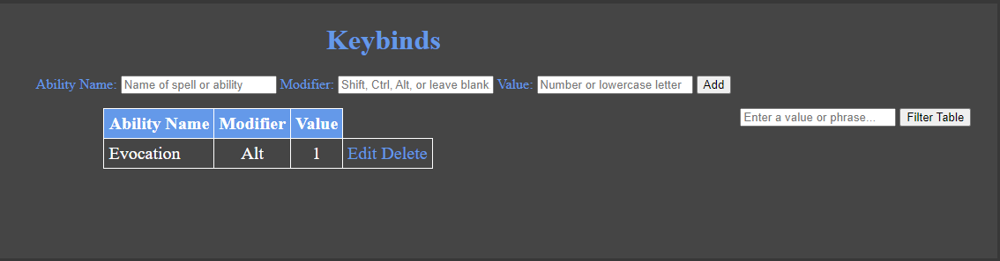 Keybinds
Ability Name: Name of spell or ability Modifier: Shift, Ctrl, Alt, or leave blank Value: Number or lowercase letter Add
Enter a value or phrase... Filter Table
Ability Name Modifier Value
Evocation Alt 1 Edit Delete